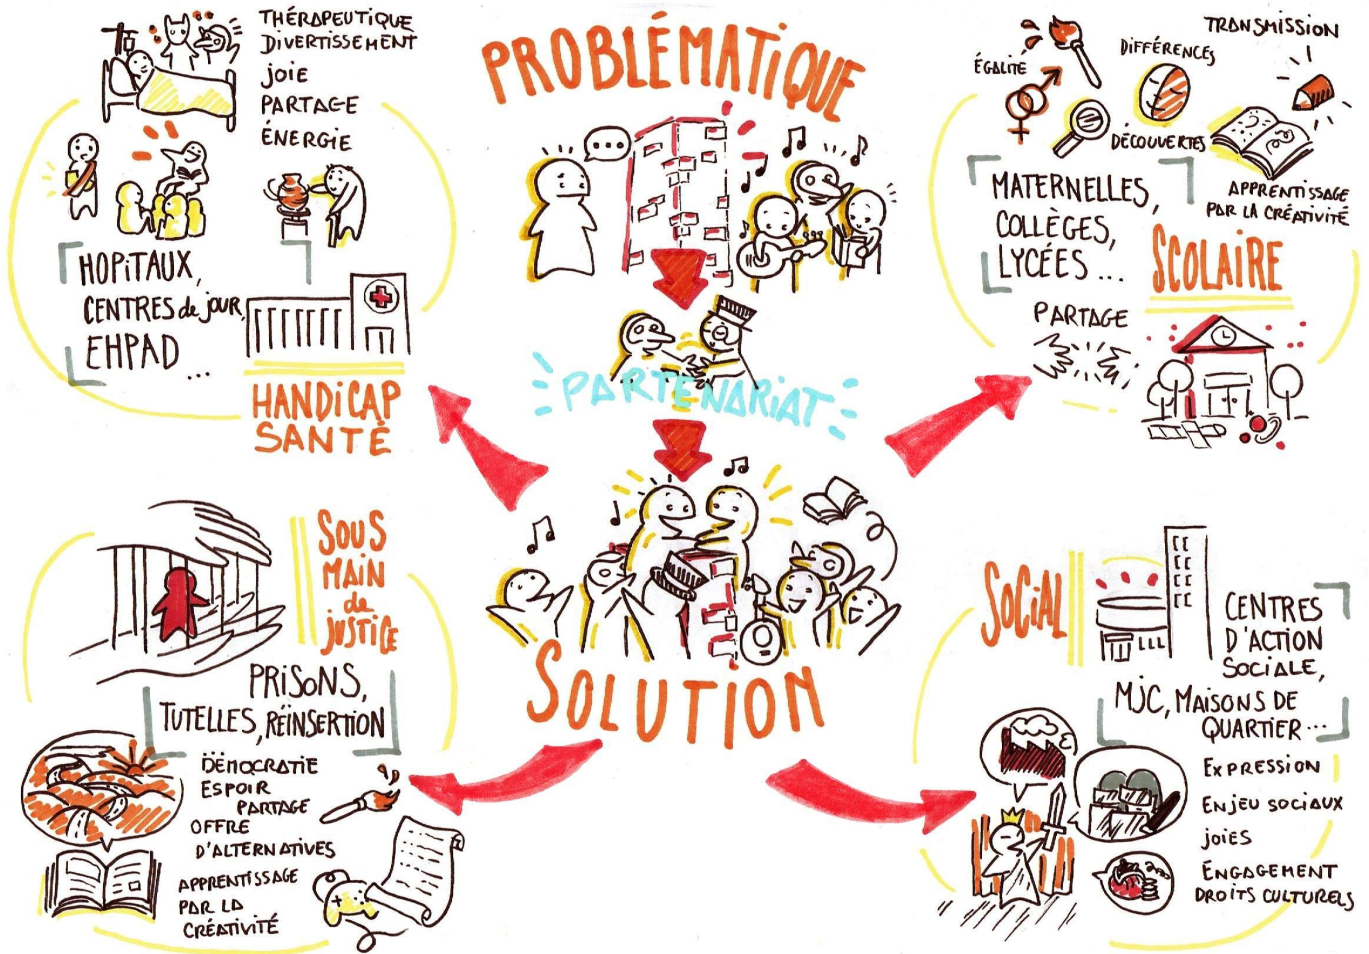 PROBLÉMATIQUE
...
PARTENARIAT
SOLUTION
THÉRAPEUTIQUE
DIVERTISSEMENT
JOIE
PARTAGE
ÉNERGIE
HOPITAUX,
CENTRES de JOUR,
EHPAD
...
HANDICAP
SANTÉ
TRANSMISSION
DIFFÉRENCES
ÉGALITÉ
DÉCOUVERTES
APPRENTISSAGE
PAR LA CRÉATIVITÉ
MATERNELLES,
COLLÈGES,
LYCÉES ...
SCOLAIRE
PARTAGE
SOUS
MAIN
de
JUSTICE
PRISONS,
TUTELLES, RÉINSERTION
DÉMOCRATIE
ESPOIR
PARTAGE
OFFRE
D'ALTERNATIVES
APPRENTISSAGE
PAR LA
CRÉATIVITÉ
SOCIAL
CENTRES
D'ACTION
SOCIALE,
MJC, MAISONS DE
QUARTIER...
EXPRESSION
ENJEU SOCIAUX
JOIES
ENGAGEMENT
DROITS CULTURELS